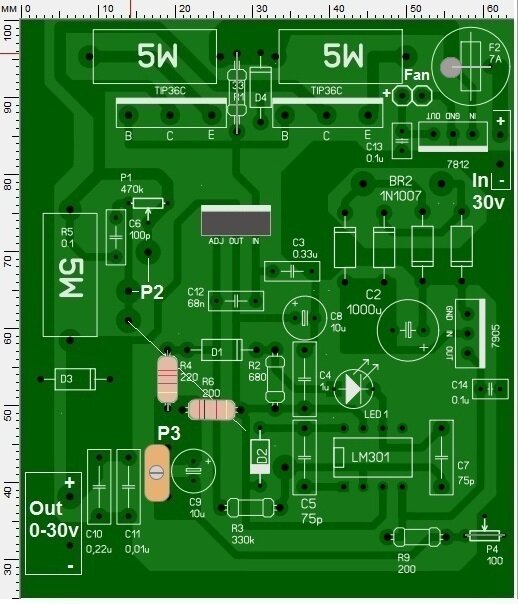 мм 0 10 20 30 40 50 60
100
90
80
70
60
50
40
30
5W
5W
F2
7A
Fan
+
TIP36C
33
R1
D4
TIP36C
B C E
B C E
C13
0.1u
OUT GND IN
7812
+
-
In
30v
BR2
1N1007
P1
470k
C6
100p
R5
0.1
5W
ADJ OUT IN
C3
0.33u
P2
C12
68n
C8
10u
C2
1000u
+
GND
IN
OUT
7905
D1
R4
220
R6
200
R2
680
C4
1u
LED 1
D3
C14
0.1u
P3
D2
LM301
C7
75p
+
C9
10u
C5
75p
Out
0-30v
+
-
C10
0,22u
C11
0,01u
R3
330k
R9
200
P4
100